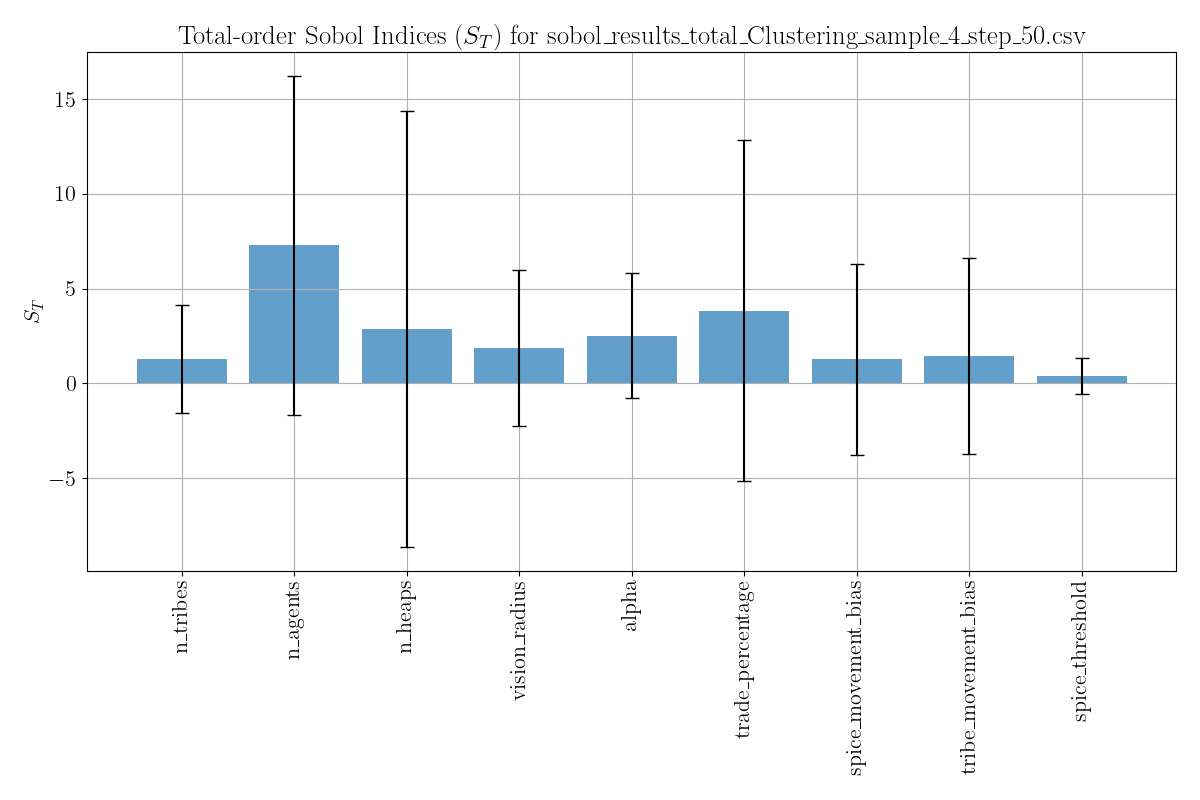 Total-order Sobol Indices (S_T) for sobol_results_total_Clustering_sample_4_step_50.csv
15
10
5
0
−5
S_T
n_tribes
n_agents
n_heaps
vision_radius
alpha
trade_percentage
spice_movement_bias
tribe_movement_bias
spice_threshold